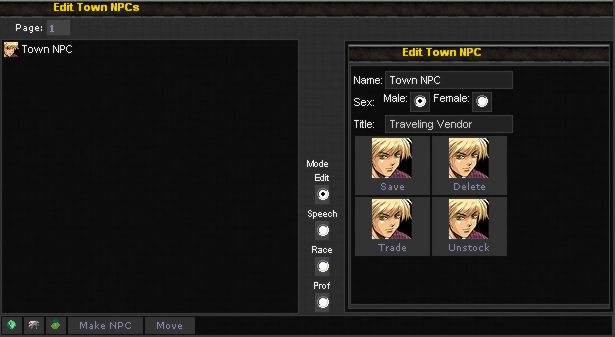 Edit Town NPCs
Page: 1
Town NPC
Edit Town NPC
Name: Town NPC
Sex: Male: Female:
Title: Traveling Vendor
Save Delete
Trade Unstock
Mode
Edit
Speech
Race
Prof
Make NPC Move